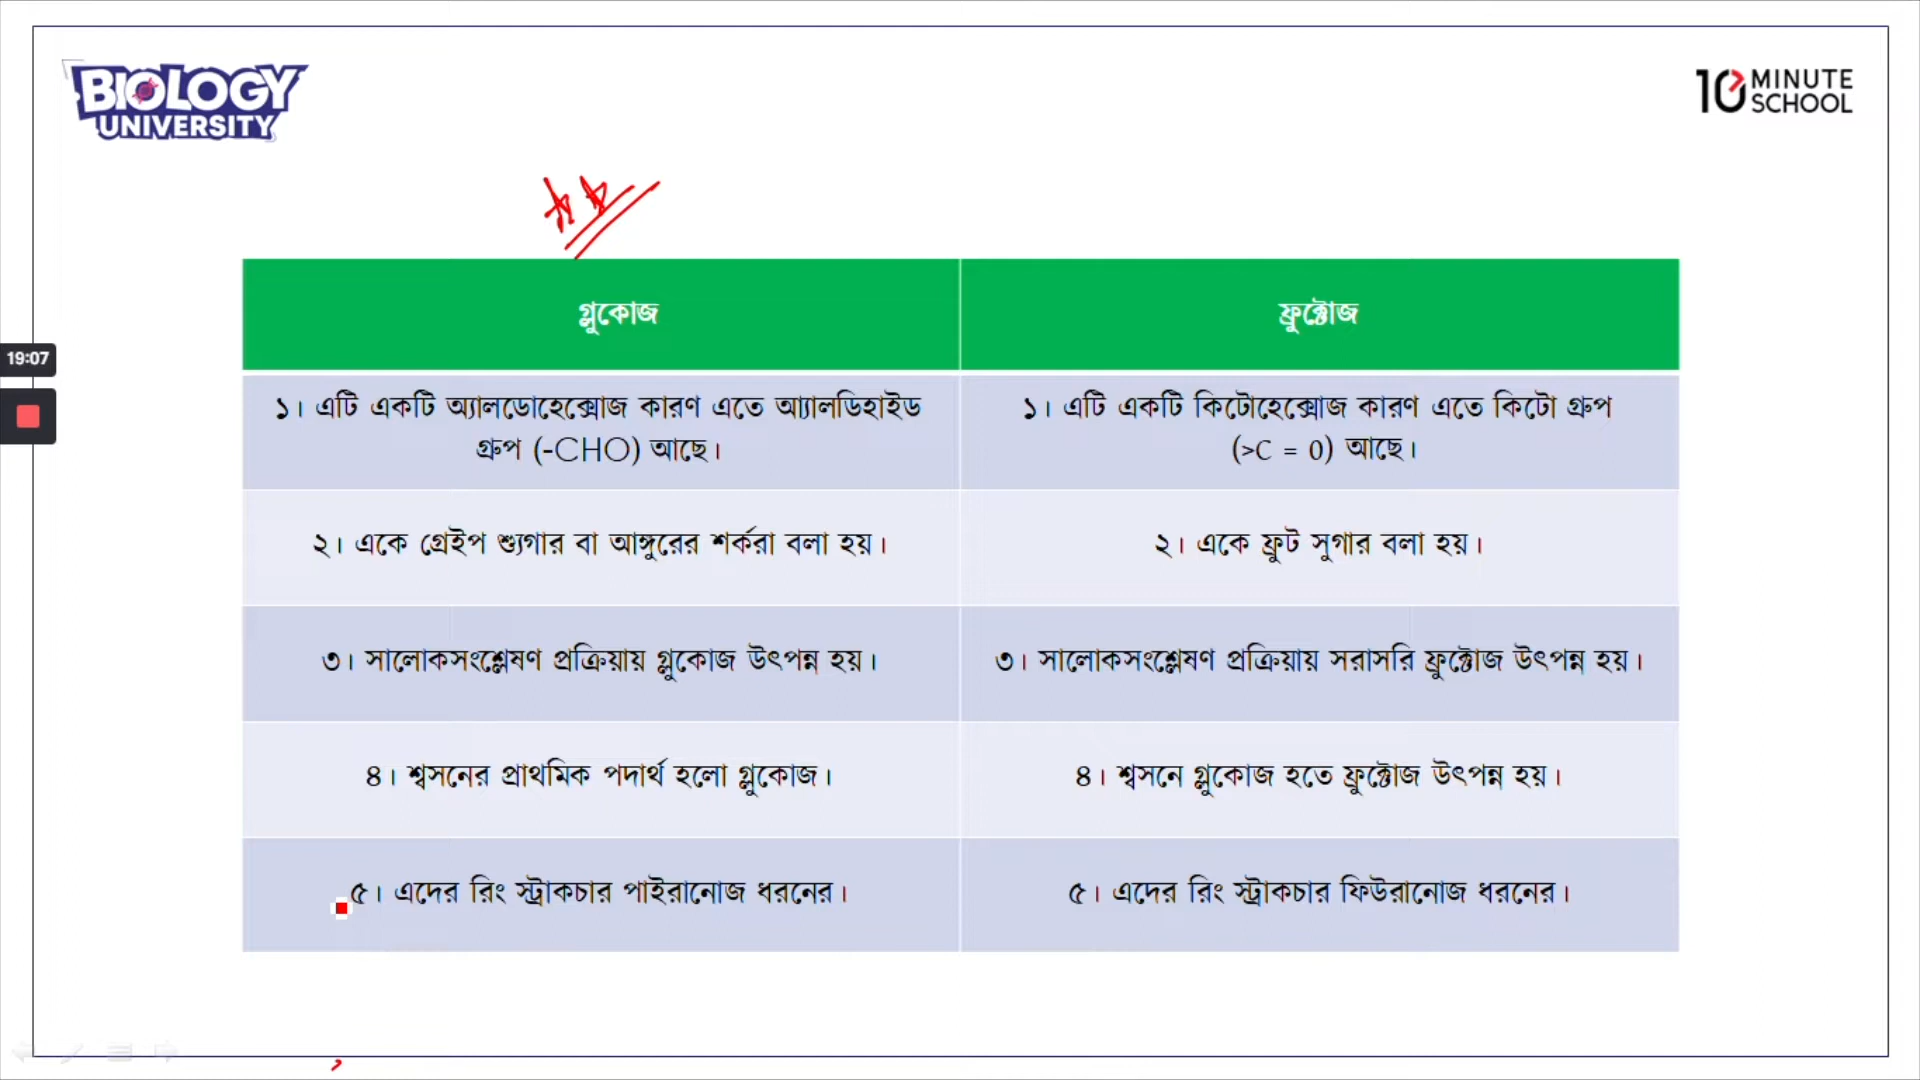 BIOLOGY
UNIVERSITY
10 MINUTE
SCHOOL
গ্লুকোজ
ফ্রুক্টোজ
১। এটি একটি অ্যালডোহেক্সোজ কারণ এতে অ্যালডিহাইড
গ্রুপ (-CHO) আছে।
১। এটি একটি কিটোহেক্সোজ কারণ এতে কিটো গ্রুপ
(>C = 0) আছে।
২। একে গ্রেইপ শ্যুগার বা আঙ্গুরের শর্করা বলা হয়।
২। একে ফ্রুট সুগার বলা হয়।
৩। সালোকসংশ্লেষণ প্রক্রিয়ায় গ্লুকোজ উৎপন্ন হয়।
৩। সালোকসংশ্লেষণ প্রক্রিয়ায় সরাসরি ফ্রুক্টোজ উৎপন্ন হয়।
৪। শ্বসনের প্রাথমিক পদার্থ হলো গ্লুকোজ।
৪। শ্বসনে গ্লুকোজ হতে ফ্রুক্টোজ উৎপন্ন হয়।
৫। এদের রিং স্ট্রাকচার পাইরানোজ ধরনের।
৫। এদের রিং স্ট্রাকচার ফিউরানোজ ধরনের।
19:07